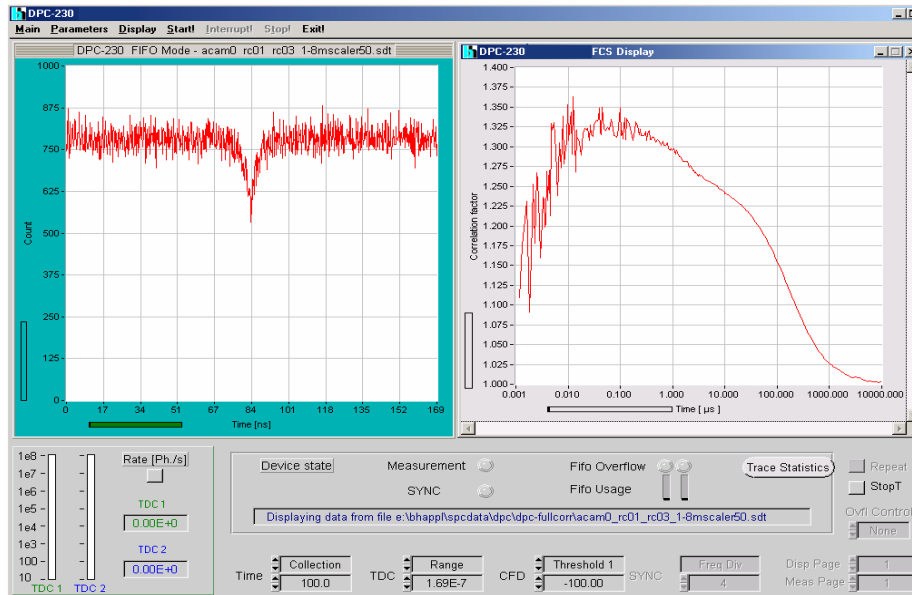 DPC-230
Main Parameters Display Start! Interrupt! Stop! Exit!
DPC-230 FIFO Mode - acam0_rc01_rc03_1-8mscaler50.sdt
1000
875
750
625
500
375
250
125
0
Count
0 17 34 51 67 84 101 118 135 152 169
Time [ns]
DPC-230 FCS Display
1.400
1.350
1.325
1.300
1.275
1.250
1.225
1.200
1.175
1.150
1.125
1.100
1.075
1.050
1.025
1.000
Correlation factor
0.001 0.010 0.100 1.000 10.000 100.000 1000.000 10000.000
Time [ µs ]
1e8
1e7
1e6
1e5
1e4
1e3
100
10
TDC 1 TDC 2
Rate [Ph./s]
TDC 1
0.00E+0
TDC 2
0.00E+0
Device state Measurement Fifo Overflow Trace Statistics
SYNC Fifo Usage
Displaying data from file e:\bhappl\spcdata\dpc\dpc-fullcorr\acam0_rc01_rc03_1-8mscaler50.sdt
Repeat
StopT
Ovfl Control
None
Time Collection 100.0
TDC Range 1.69E-7
CFD Threshold 1 -100.00
SYNC Freq Div 4
Disp Page 1
Meas Page 1